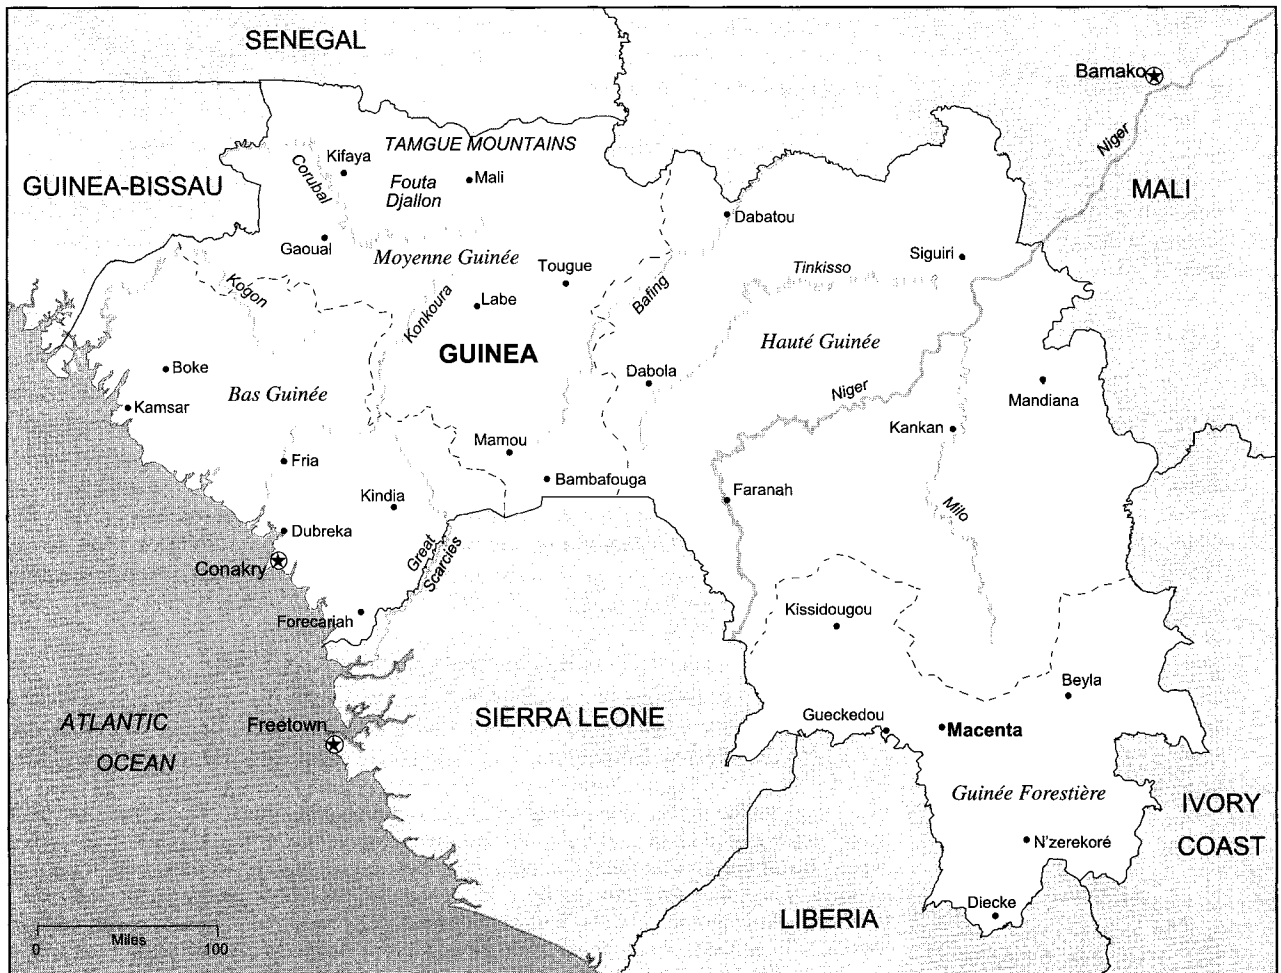 SENEGAL
Bamako
TAMGUE MOUNTAINS
Niger
Kifaya
Corubal
Fouta
Djallon
Mali
GUINEA-BISSAU
MALI
Dabatou
Gaoual
Moyenne Guinée
Siguiri
Tougue
Tinkisso
Kogon
Bafing
Konkoura
Labe
Hauté Guinée
GUINEA
Boke
Dabola
Bas Guinée
Niger
Mandiana
Kamsar
Kankan
Mamou
Fria
Bambafouga
Kindia
Faranah
Milo
Dubreka
Great
Scarcies
Conakry
Kissidougou
Forecariah
Beyla
ATLANTIC
OCEAN
Freetown
SIERRA LEONE
Gueckedou
Macenta
Guinée Forestière
IVORY
COAST
N'zerekoré
Diecke
LIBERIA
Miles
0 100